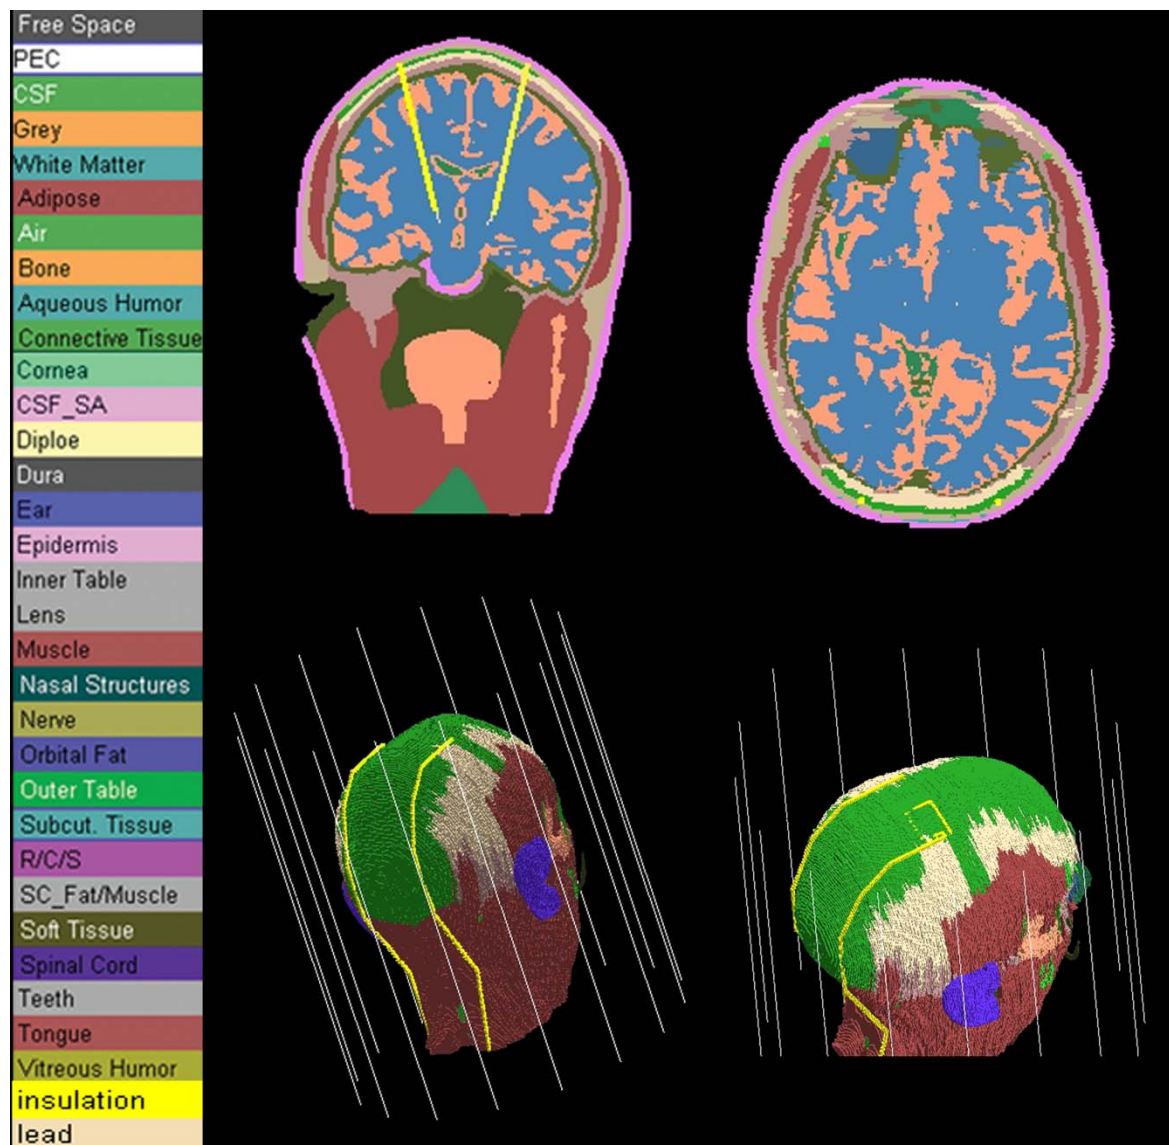 Free Space
PEC
CSF
Grey
White Matter
Adipose
Air
Bone
Aqueous Humor
Connective Tissue
Cornea
CSF_SA
Diploe
Dura
Ear
Epidermis
Inner Table
Lens
Muscle
Nasal Structures
Nerve
Orbital Fat
Outer Table
Subcut. Tissue
R/C/S
SC_Fat/Muscle
Soft Tissue
Spinal Cord
Teeth
Tongue
Vitreous Humor
insulation
lead